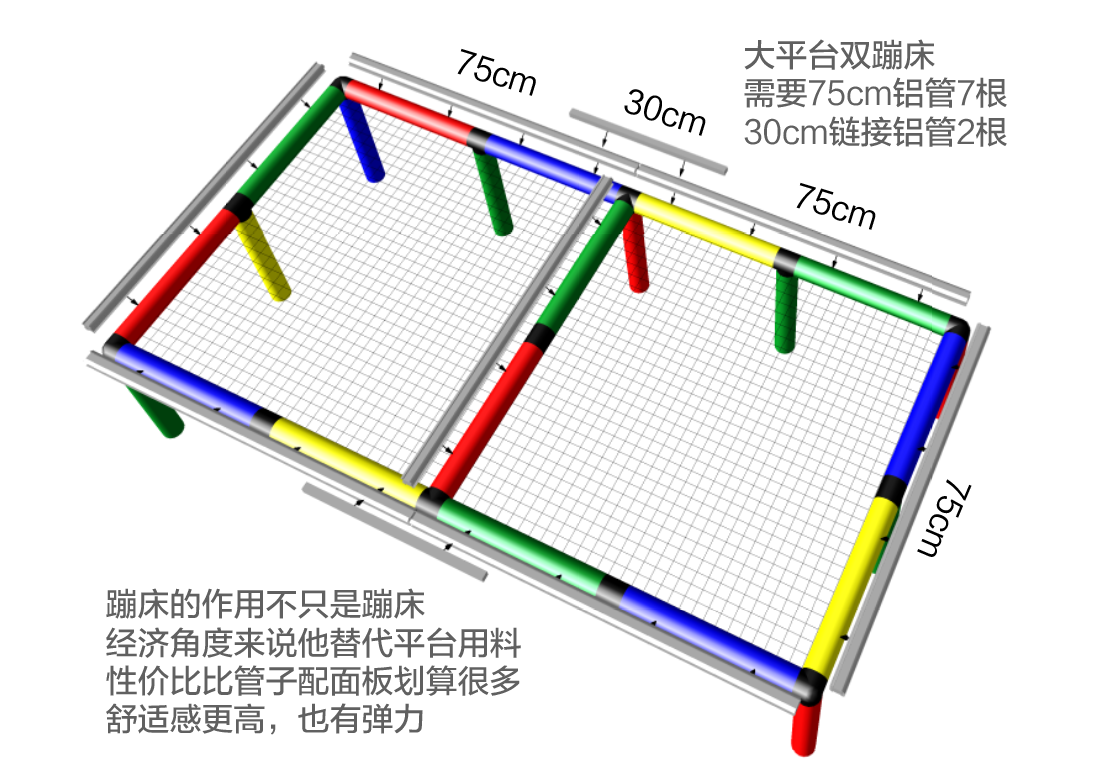 75cm
30cm
大平台双蹦床
需要75cm铝管7根
30cm链接铝管2根
75cm
75cm
蹦床的作用不只是蹦床
经济角度来说他替代平台用料
性价比比管子配面板划算很多
舒适感更高，也有弹力